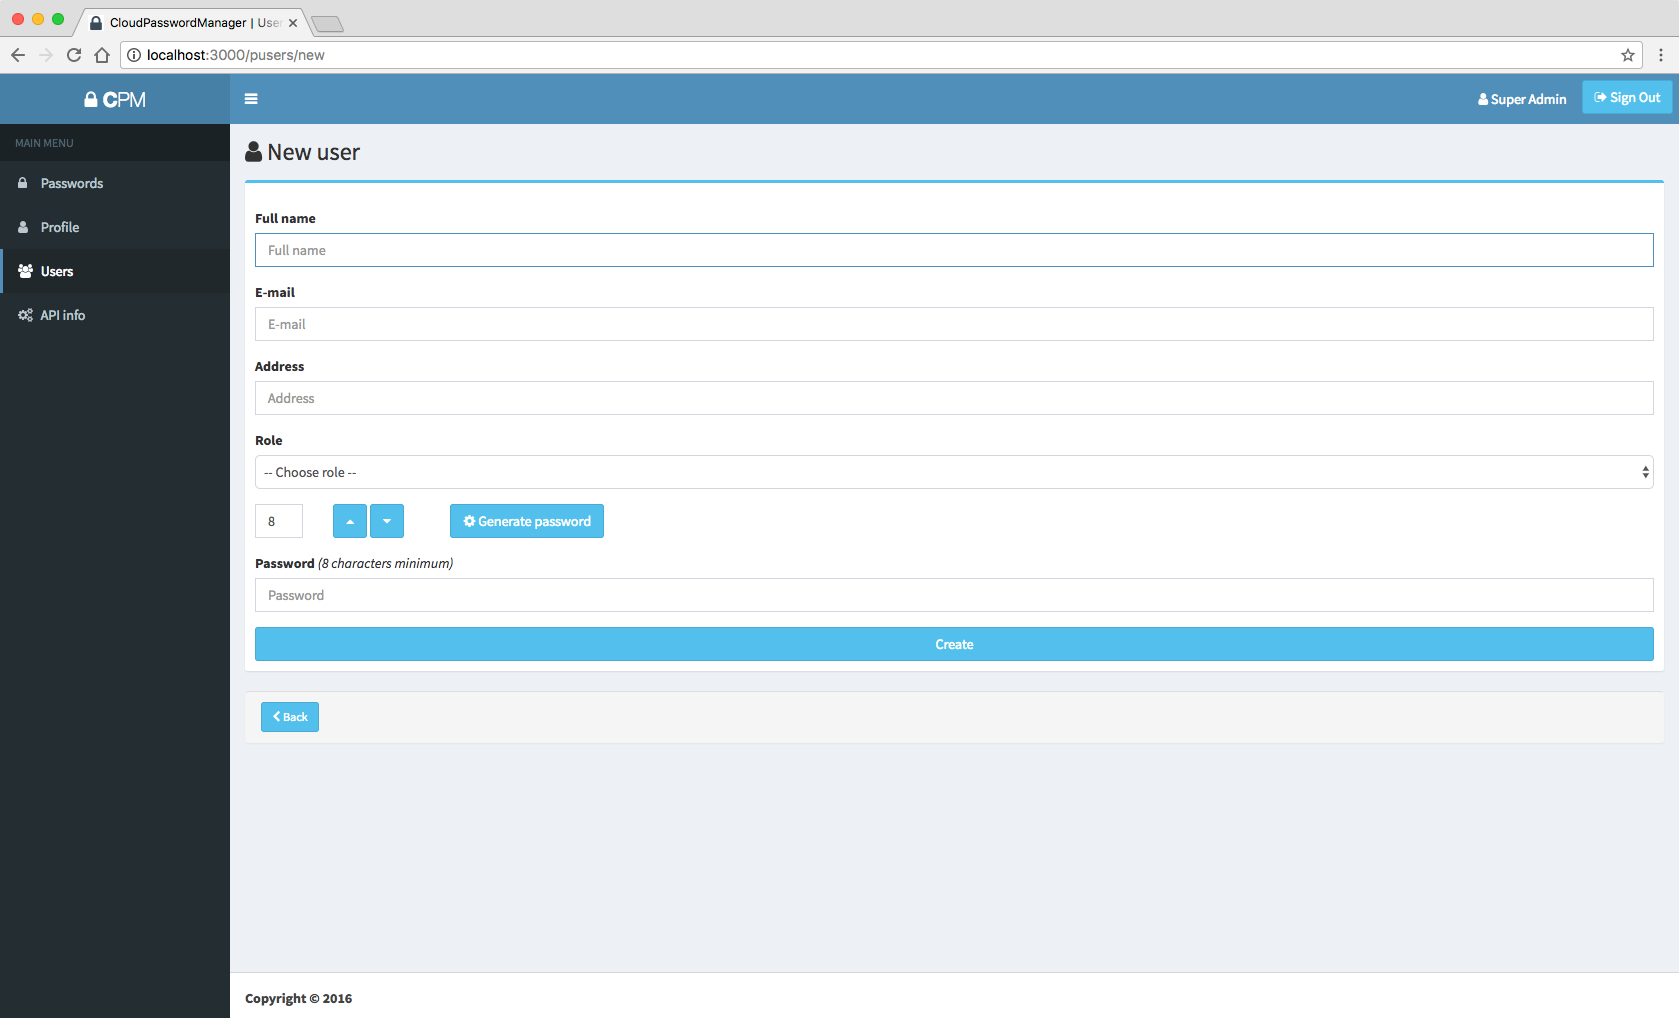 CloudPasswordManager | User
localhost:3000/pusers/new
CPM
Super Admin
Sign Out
MAIN MENU
Passwords
Profile
Users
API info
New user
Full name
Full name
E-mail
E-mail
Address
Address
Role
-- Choose role --
8
Generate password
Password (8 characters minimum)
Password
Create
Back
Copyright © 2016